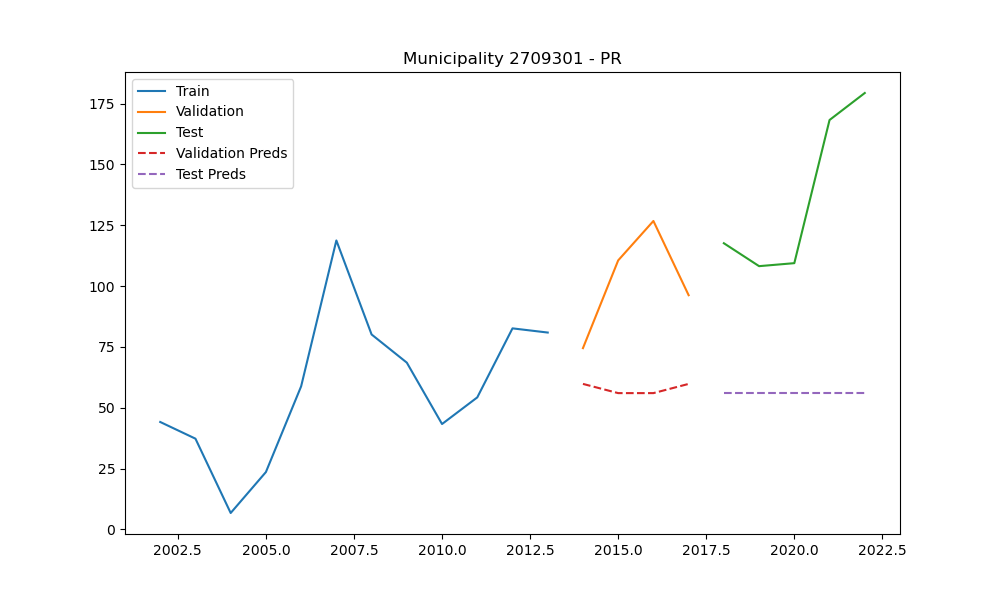 Municipality 2709301 - PR
Train
Validation
Test
Validation Preds
Test Preds
175
150
125
100
75
50
25
0
2002.5 2005.0 2007.5 2010.0 2012.5 2015.0 2017.5 2020.0 2022.5